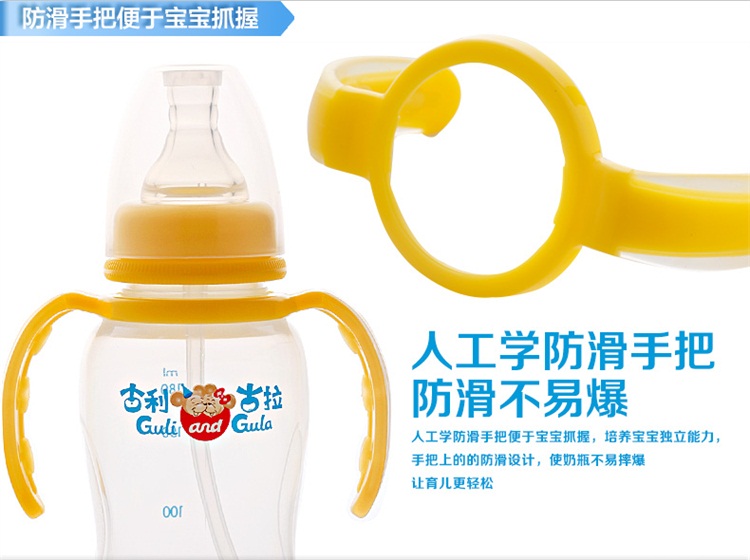 防滑手把便于宝宝抓握
ml
180
古利 古拉
Guli and Gula
100
人工学防滑手把
防滑不易爆
人工学防滑手把便于宝宝抓握，培养宝宝独立能力，
手把上的的防滑设计，使奶瓶不易摔爆
让育儿更轻松